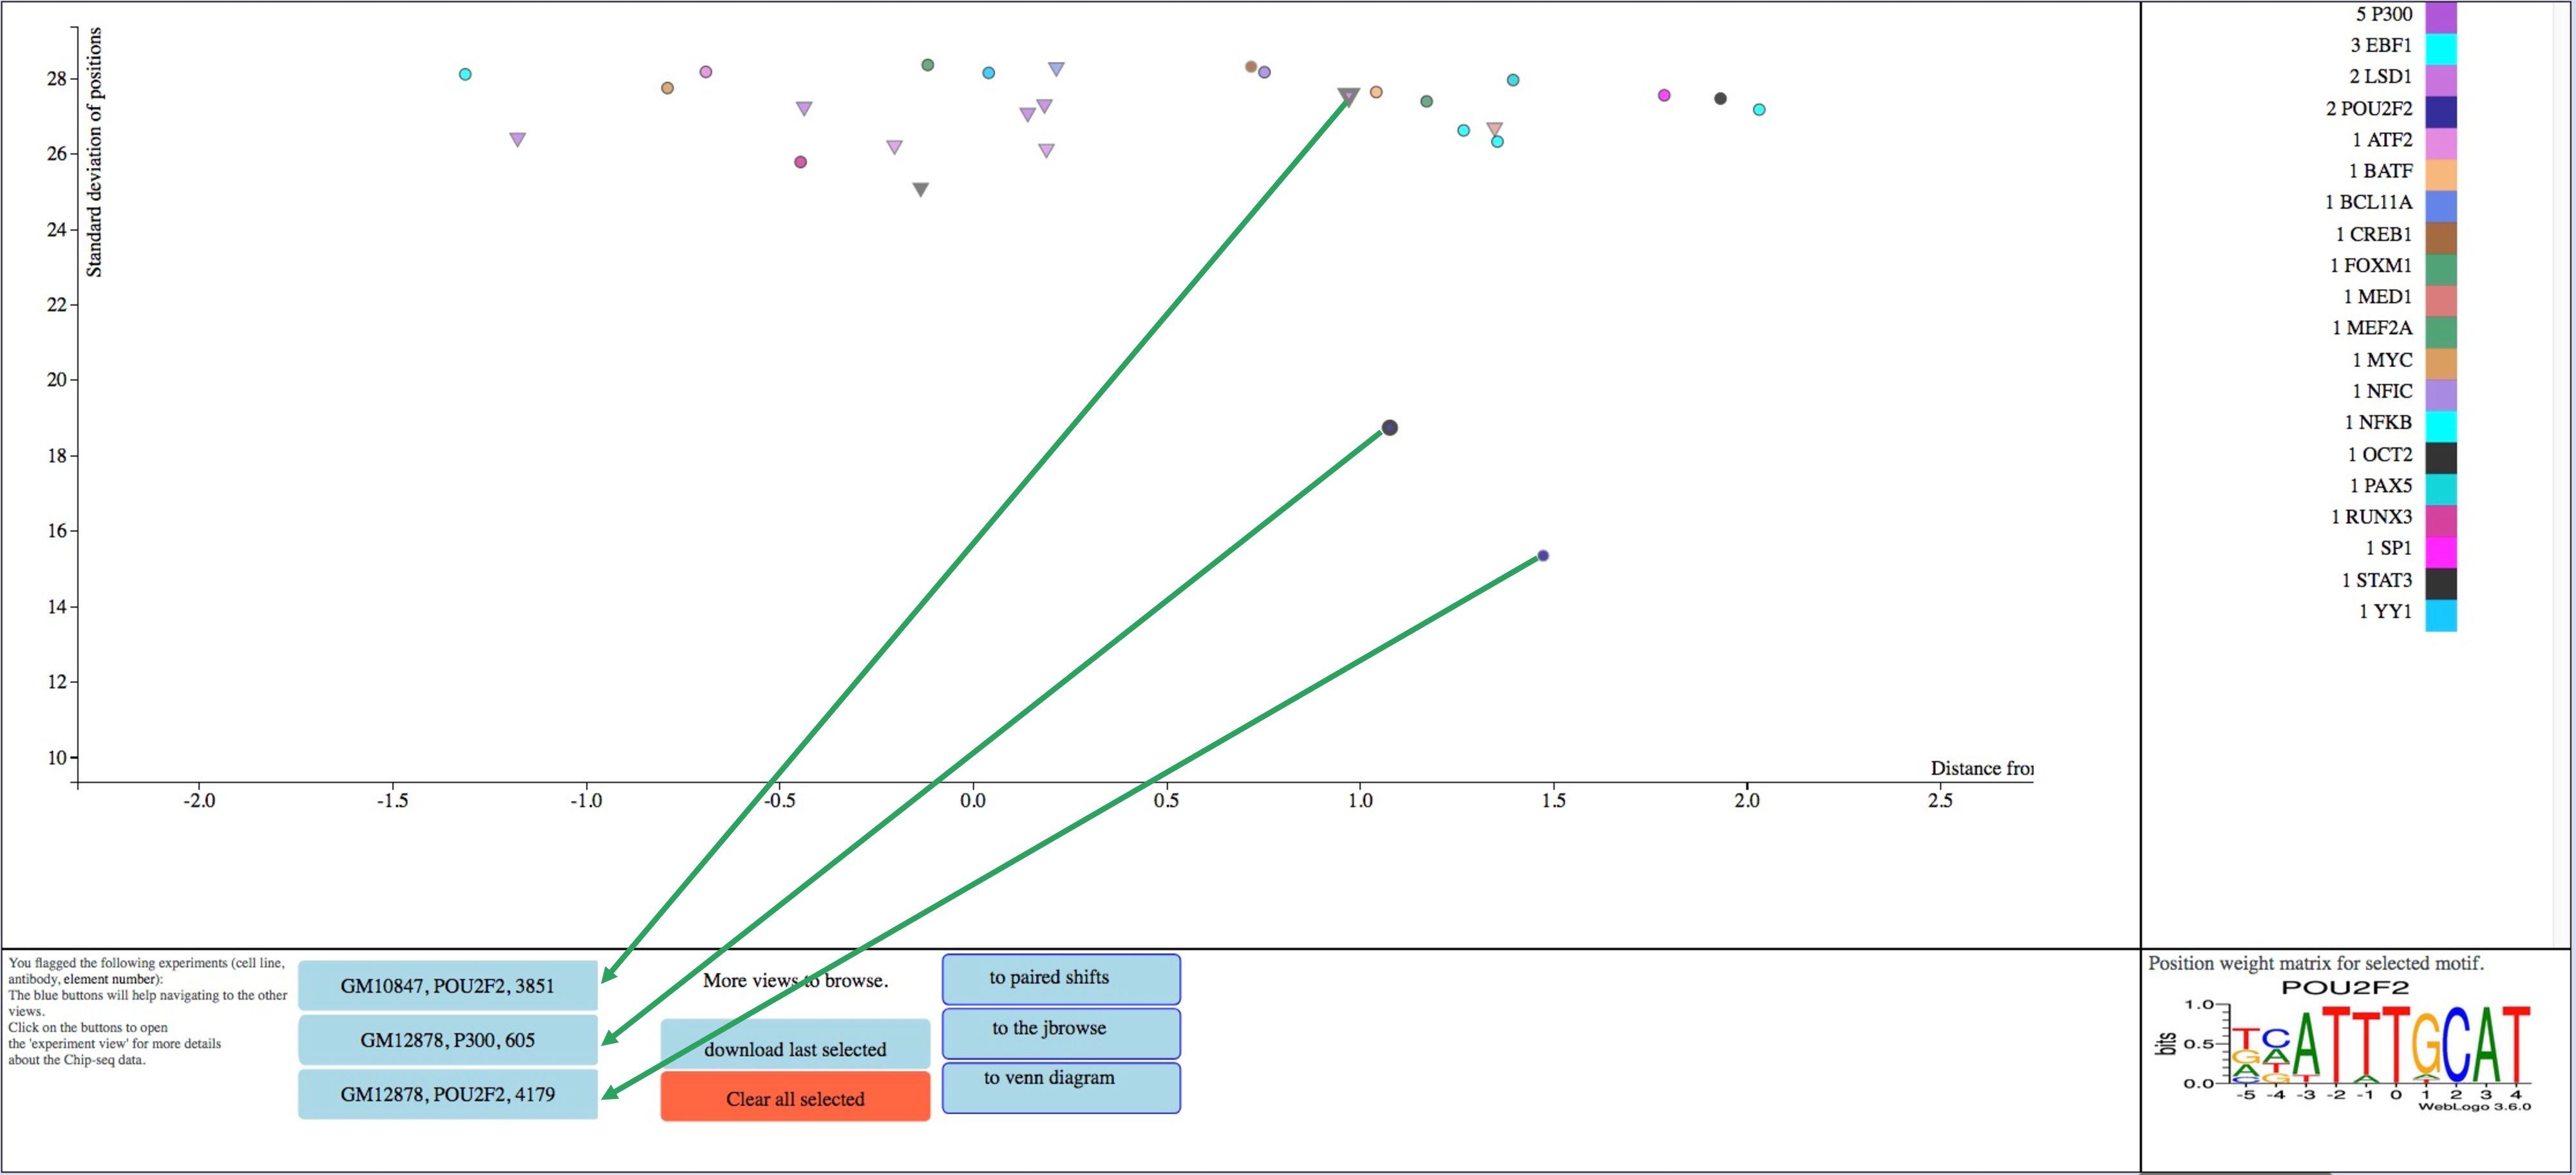 Standard deviation of positions
28
26
24
22
20
18
16
14
12
10
-2.0 -1.5 -1.0 -0.5 0.0 0.5 1.0 1.5 2.0 2.5
Distance from
5 P300
3 EBF1
2 LSD1
2 POU2F2
1 ATF2
1 BATF
1 BCL11A
1 CREB1
1 FOXM1
1 MED1
1 MEF2A
1 MYC
1 NFIC
1 NFKB
1 OCT2
1 PAX5
1 RUNX3
1 SP1
1 STAT3
1 YY1
You flagged the following experiments (cell line,
antibody, element number):
The blue buttons will help navigating to the other
views.
Click on the buttons to open
the 'experiment view' for more details
about the Chip-seq data.
GM10847, POU2F2, 3851
GM12878, P300, 605
GM12878, POU2F2, 4179
More views to browse.
download last selected
Clear all selected
to paired shifts
to the jbrowse
to venn diagram
Position weight matrix for selected motif.
POU2F2
bits
1.0
0.5
0.0
T C A T T T G C A T
G A
A T T A A
C G
-5 -4 -3 -2 -1 0 1 2 3 4
WebLogo 3.6.0